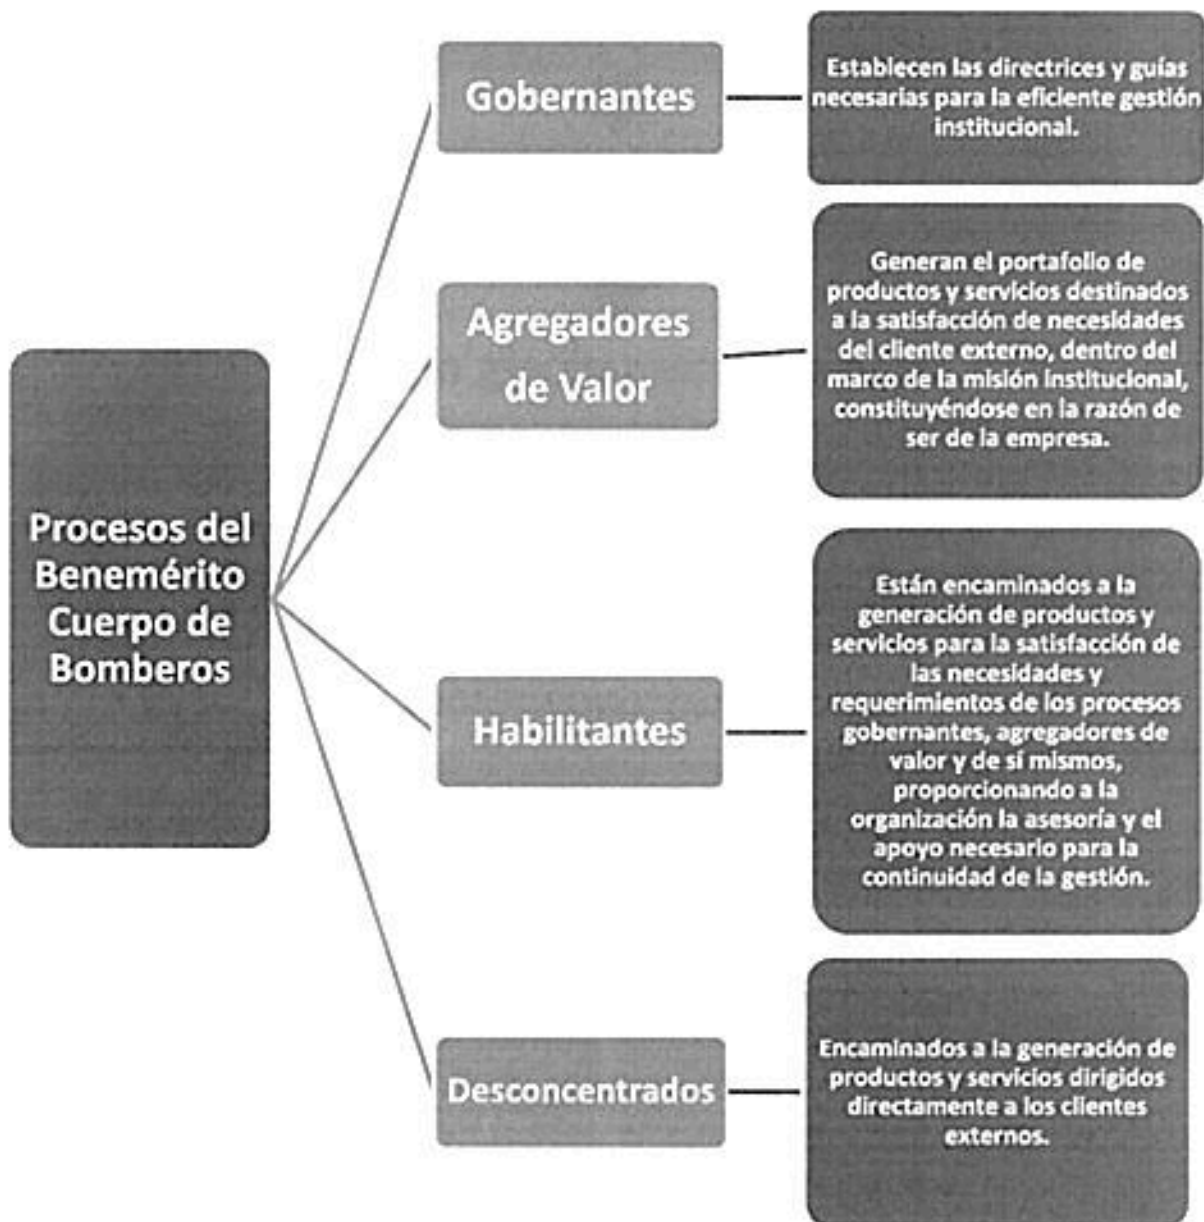 Procesos del
Benemérito
Cuerpo de
Bomberos
Gobernantes
Establecen las directrices y guías
necesarias para la eficiente gestión
institucional.
Agregadores
de Valor
Generan el portafolio de
productos y servicios destinados
a la satisfacción de necesidades
del cliente externo, dentro del
marco de la misión institucional,
constituyéndose en la razón de
ser de la empresa.
Habilitantes
Están encaminados a la
generación de productos y
servicios para la satisfacción de
las necesidades y
requerimientos de los procesos
gobernantes, agregadores de
valor y de sí mismos,
proporcionando a la
organización la asesoría y el
apoyo necesario para la
continuidad de la gestión.
Desconcentrados
Encaminados a la generación de
productos y servicios dirigidos
directamente a los clientes
externos.